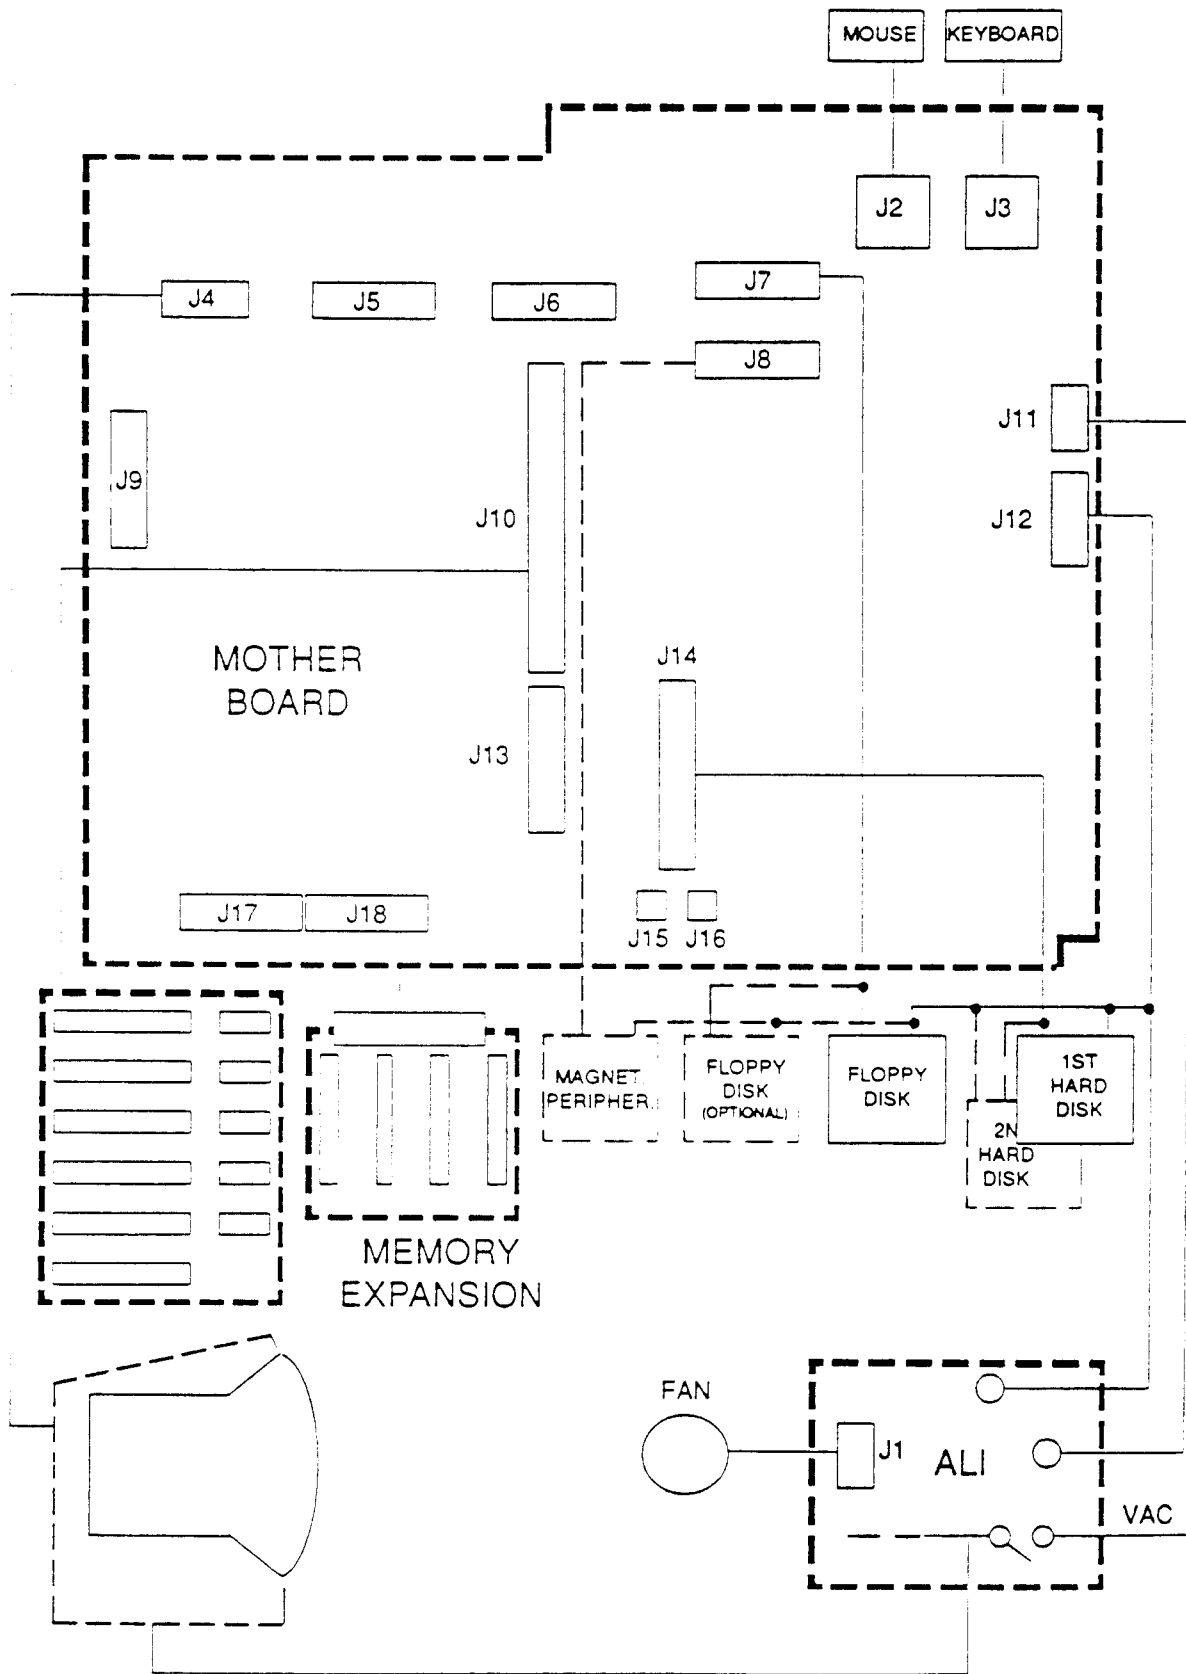 MOUSE
KEYBOARD
J2
J3
J7
J4
J5
J6
J8
J11
J9
J10
J12
MOTHER
BOARD
J14
J13
J17
J18
J15
J16
MAGNET.
PERIPHER.
FLOPPY
DISK
(OPTIONAL)
FLOPPY
DISK
1ST
HARD
DISK
2N
HARD
DISK
MEMORY
EXPANSION
FAN
J1
ALI
VAC